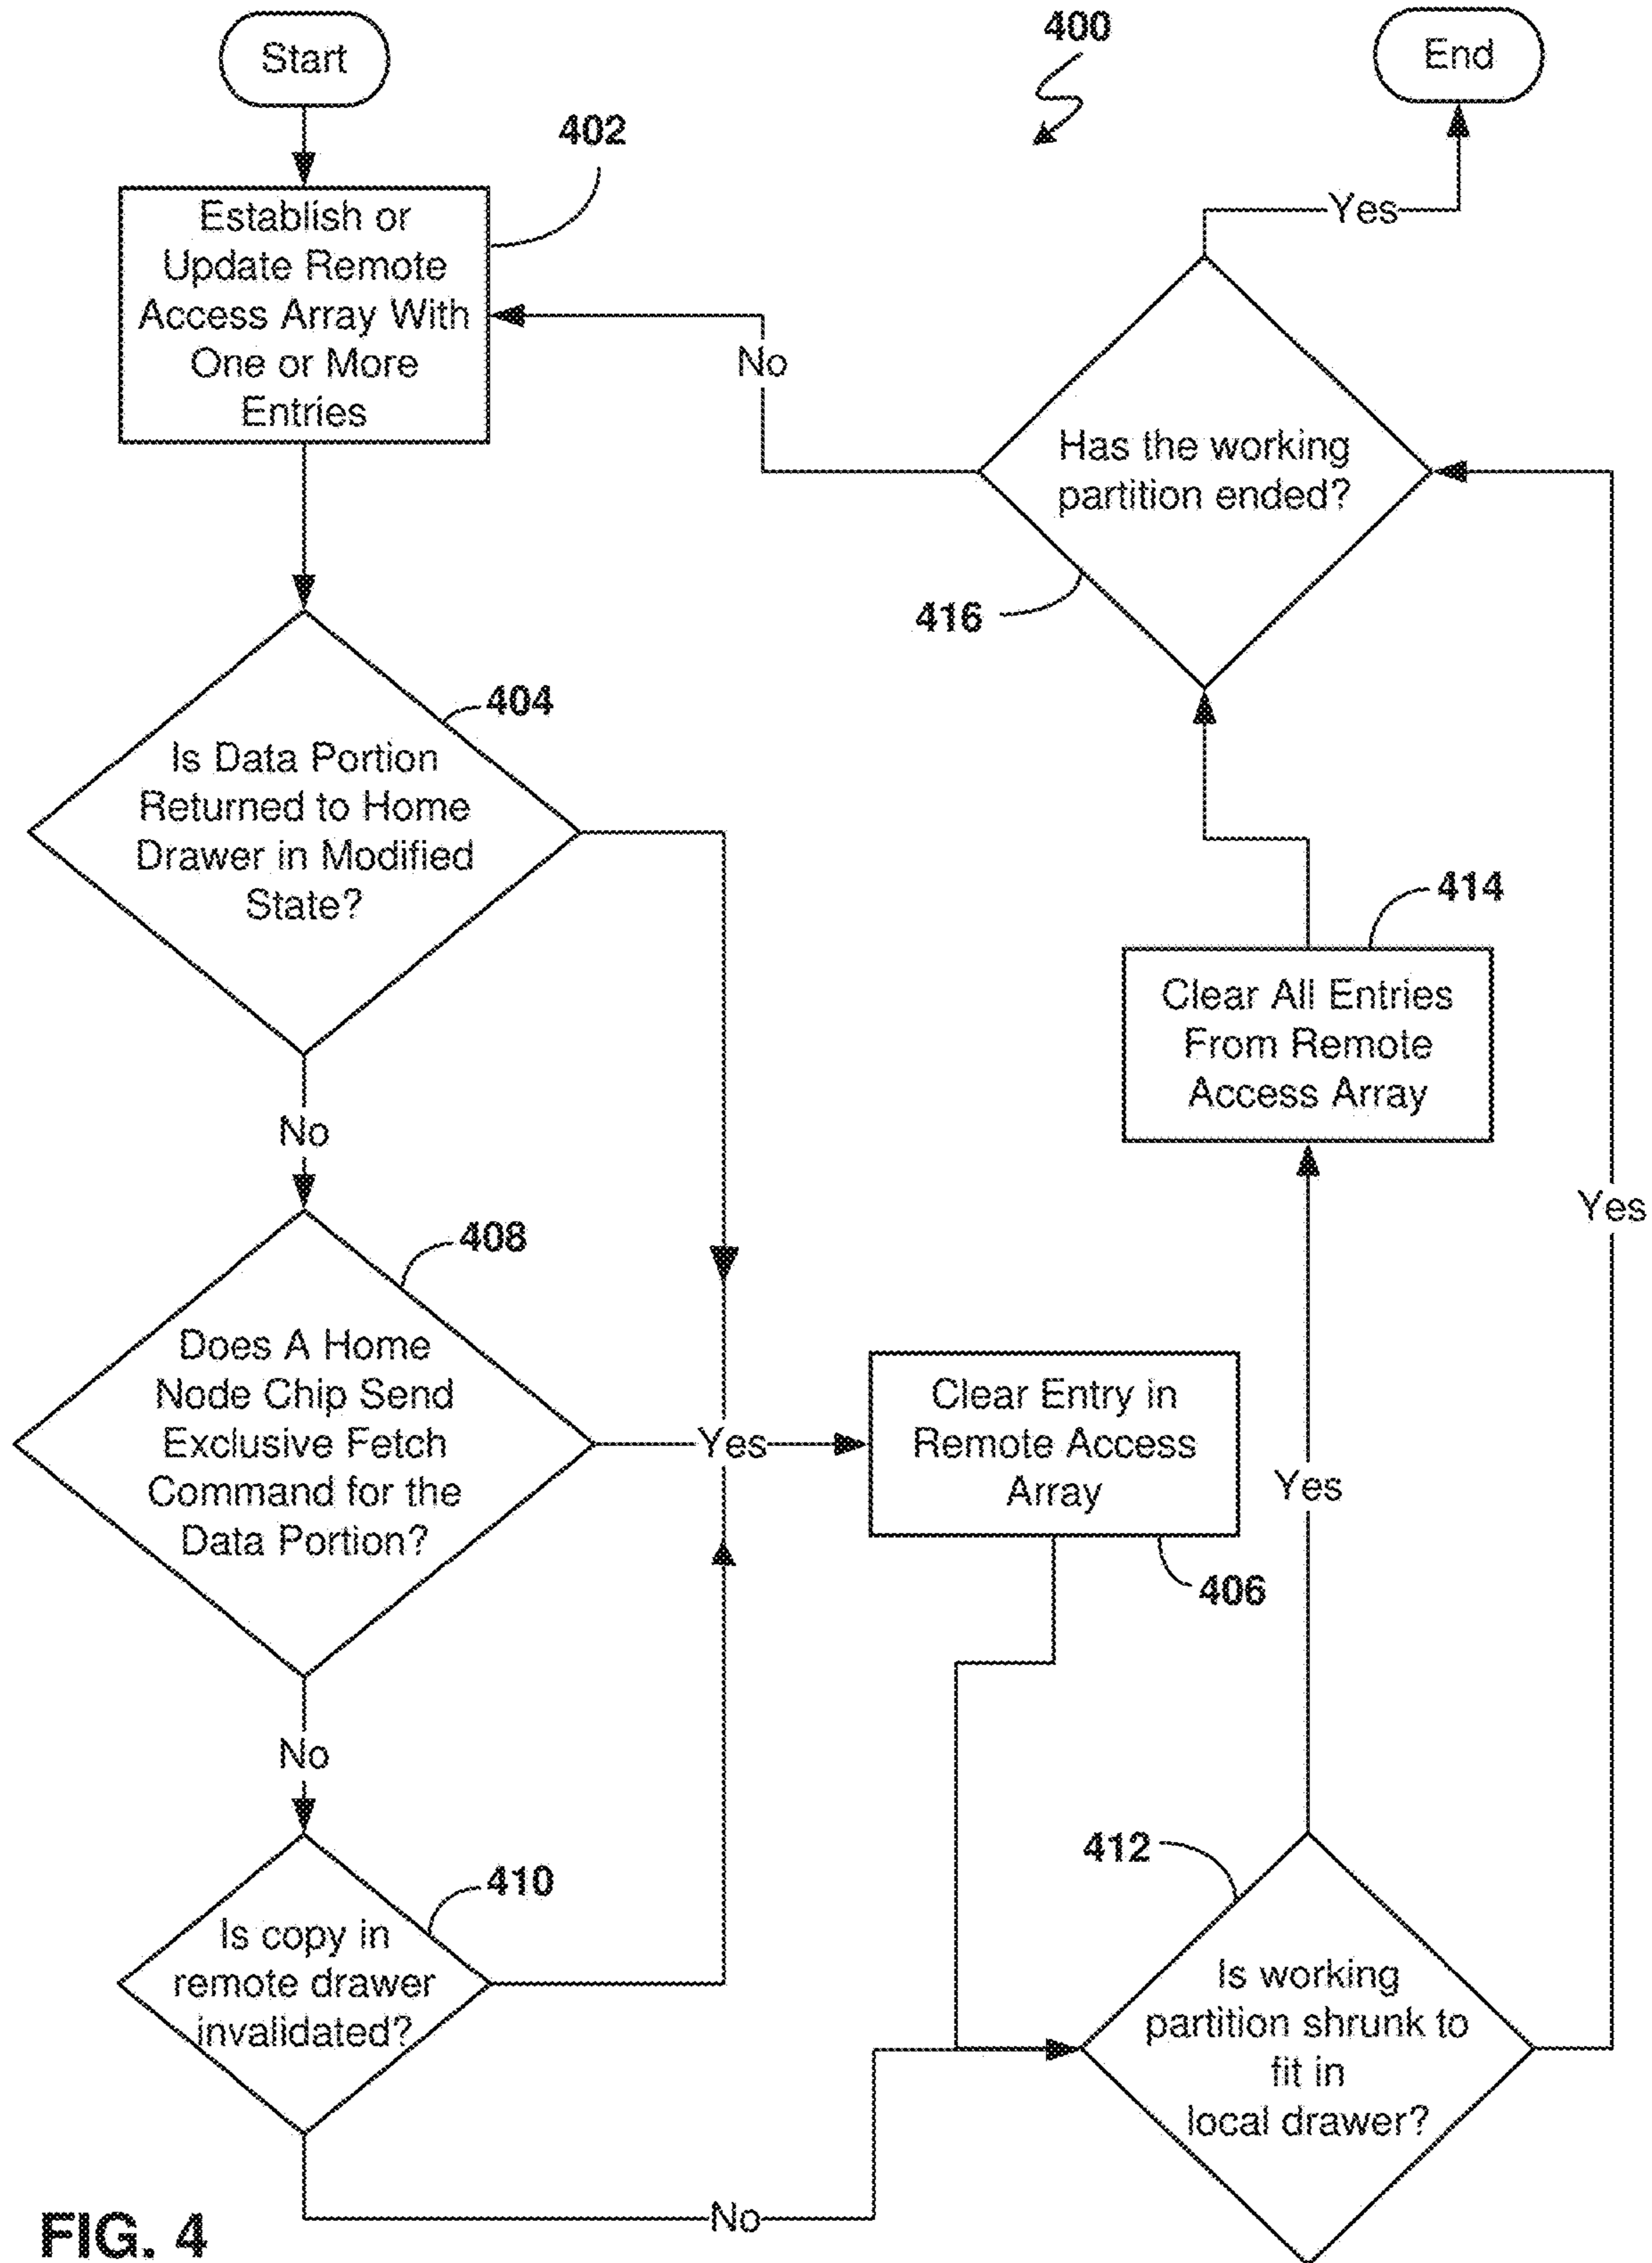 Start
400
End
402
Establish or
Update Remote
Access Array With
One or More
Entries
Yes
No
Has the working
partition ended?
416
404
Is Data Portion
Returned to Home
Drawer in Modified
State?
414
Clear All Entries
From Remote
Access Array
No
Yes
408
Does A Home
Node Chip Send
Exclusive Fetch
Command for the
Data Portion?
Yes
Clear Entry in
Remote Access
Array
Yes
406
No
412
410
Is copy in
remote drawer
invalidated?
Is working
partition shrunk to
fit in
local drawer?
No
FIG. 4